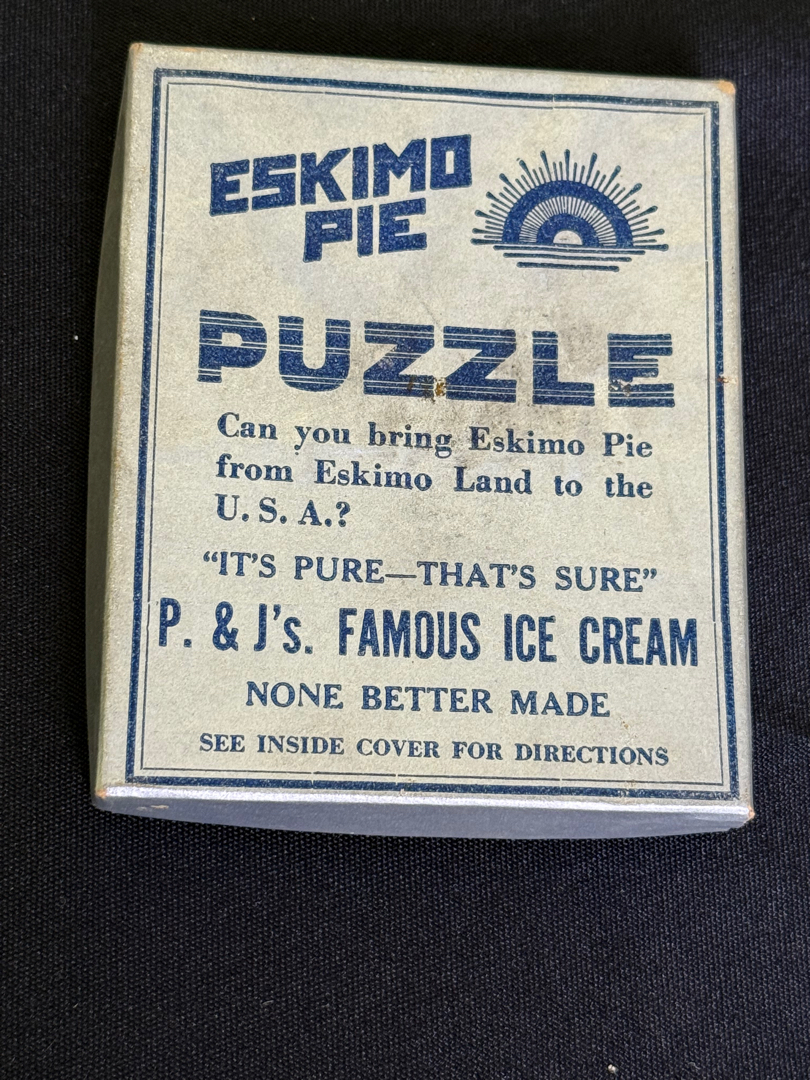 ESKIMO
PIE
PUZZLE
Can you bring Eskimo Pie
from Eskimo Land to the
U. S. A.?
“IT'S PURE—THAT'S SURE”
P. & J's. FAMOUS ICE CREAM
NONE BETTER MADE
SEE INSIDE COVER FOR DIRECTIONS